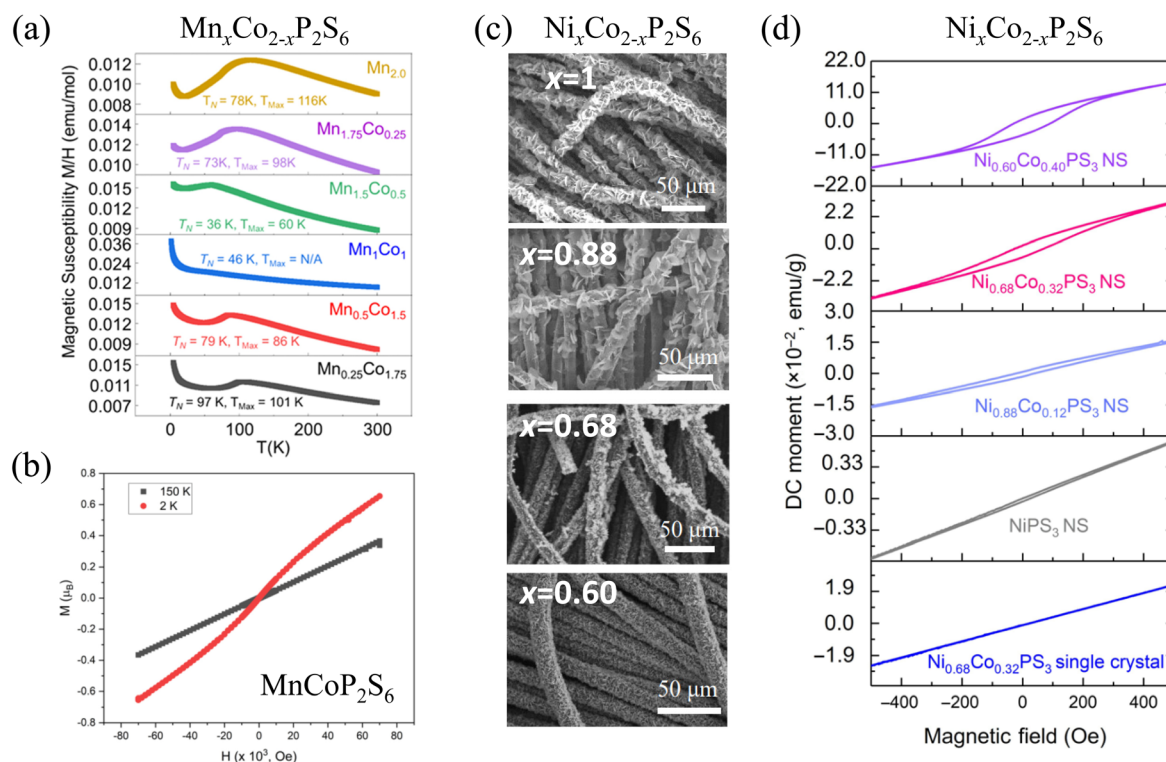 (a)
MnxCo2-xP2S6
Magnetic Susceptibility M/H (emu/mol)
0.012
0.008
Mn2.0
TN = 78K, TMax = 116K
0.014
0.012
0.010
Mn1.75Co0.25
TN = 73K, TMax = 98K
0.015
0.012
0.009
Mn1.5Co0.5
TN = 36 K, TMax = 60 K
0.036
0.024
0.012
Mn1Co1
TN = 46 K, TMax = N/A
0.015
0.012
0.009
Mn0.5Co1.5
TN = 79 K, TMax = 86 K
0.015
0.011
0.007
Mn0.25Co1.75
TN = 97 K, TMax = 101 K
0 100 200 300
T(K)
(b)
150 K
2 K
M (μB)
0.8
0.6
0.4
0.2
0.0
-0.2
-0.4
-0.6
-0.8
MnCoP2S6
-80 -60 -40 -20 0 20 40 60 80
H (x 10³, Oe)
(c)
NixCo2-xP2S6
x=1
50 μm
x=0.88
50 μm
x=0.68
50 μm
x=0.60
50 μm
(d)
NixCo2-xP2S6
DC moment (×10⁻², emu/g)
22.0
11.0
0.0
−11.0
−22.0
Ni0.60Co0.40PS3 NS
2.2
0.0
−2.2
Ni0.68Co0.32PS3 NS
3.0
1.5
0.0
−1.5
−3.0
Ni0.88Co0.12PS3 NS
0.33
0.0
−0.33
NiPS3 NS
1.9
−0.1
−1.9
Ni0.68Co0.32PS3 single crystal
−400 −200 0 200 400
Magnetic field (Oe)